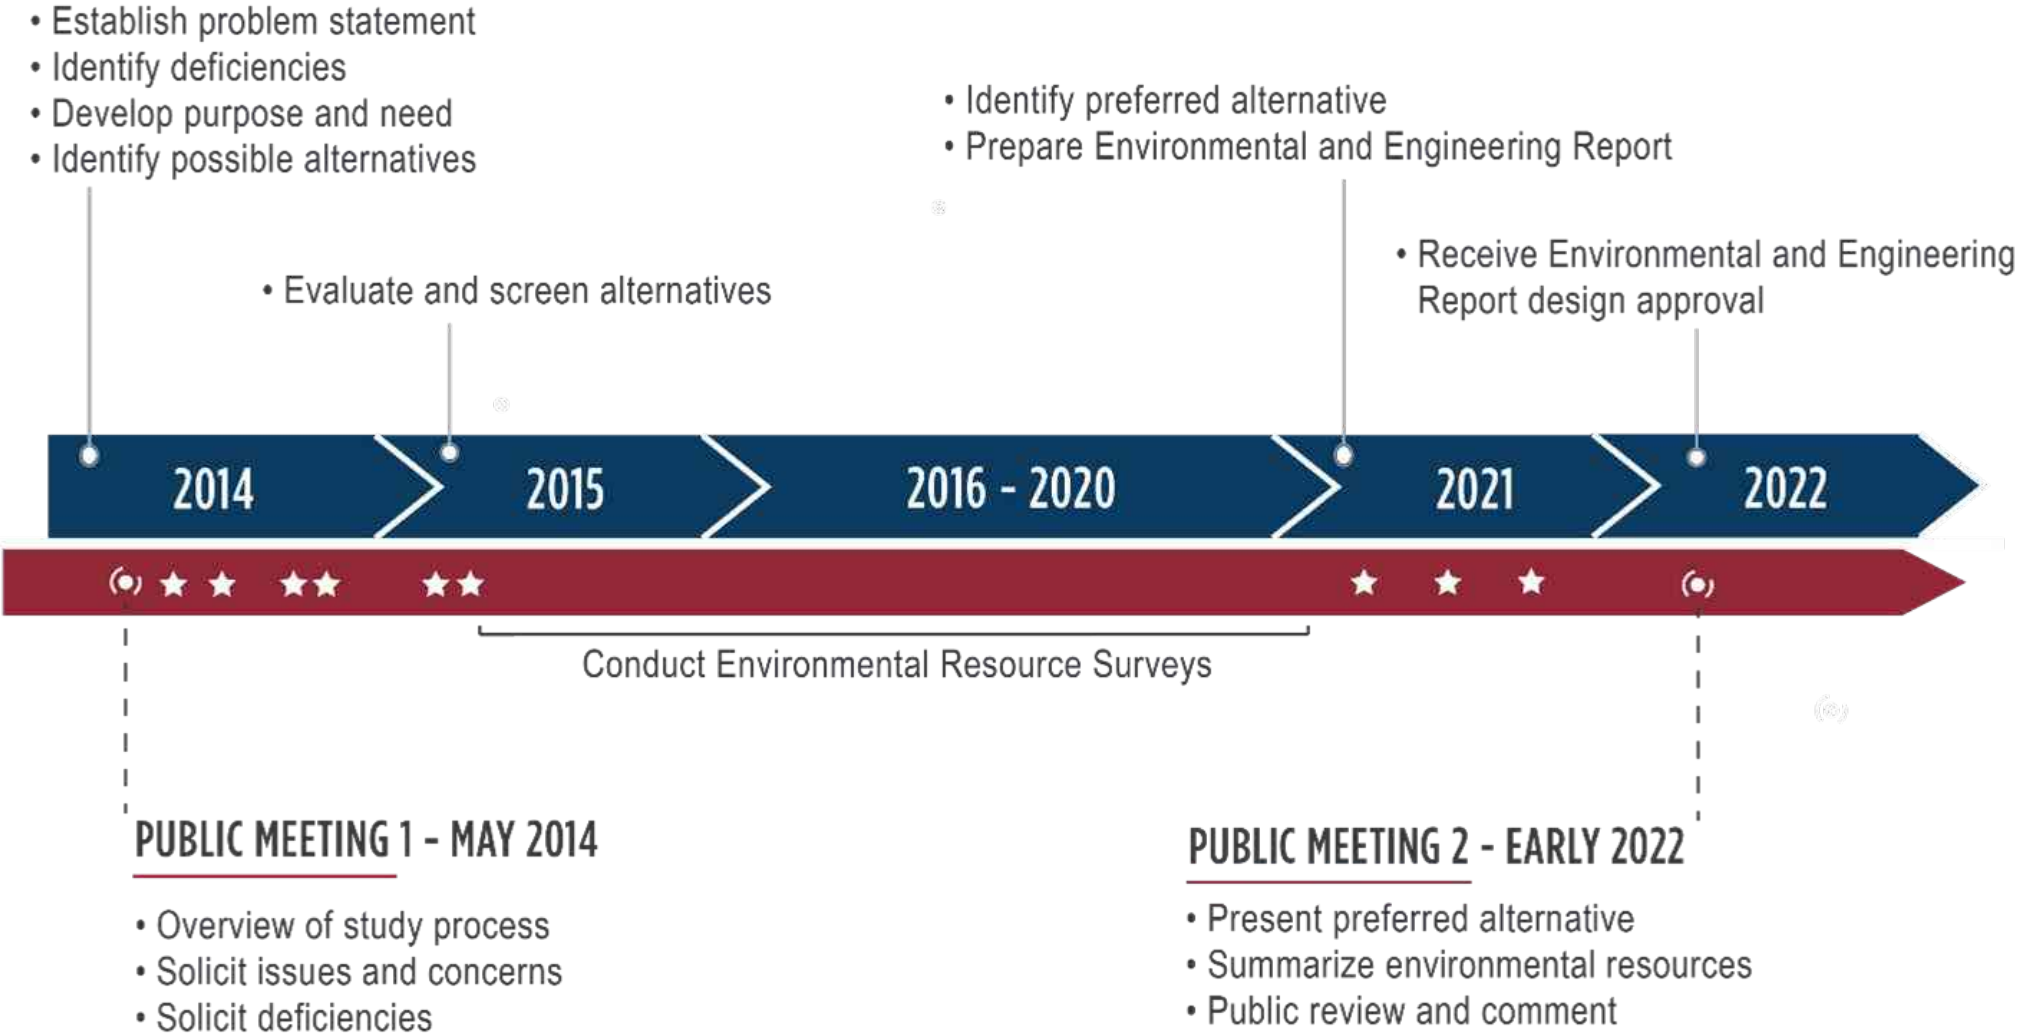 • Establish problem statement
• Identify deficiencies
• Develop purpose and need
• Identify possible alternatives
• Identify preferred alternative
• Prepare Environmental and Engineering Report
• Evaluate and screen alternatives
• Receive Environmental and Engineering
Report design approval
2014
2015
2016 - 2020
2021
2022
Conduct Environmental Resource Surveys
PUBLIC MEETING 1 - MAY 2014
• Overview of study process
• Solicit issues and concerns
• Solicit deficiencies
PUBLIC MEETING 2 - EARLY 2022
• Present preferred alternative
• Summarize environmental resources
• Public review and comment